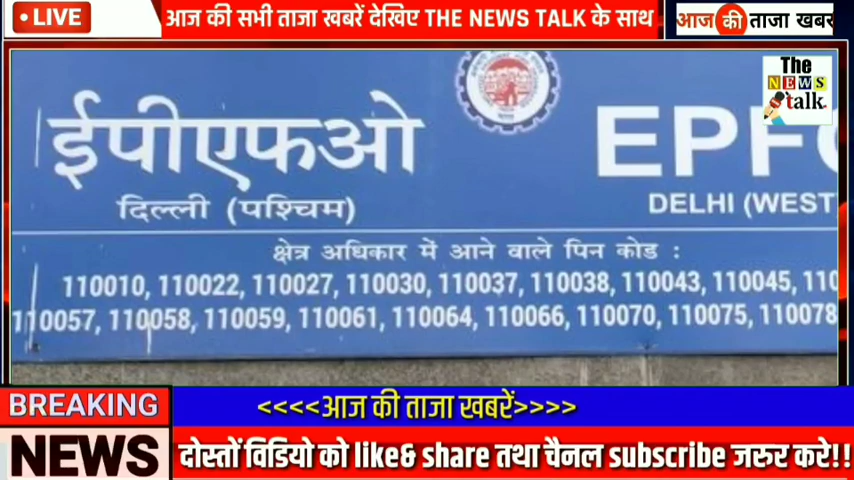 LIVE
आज की सभी ताजा खबरें देखिए THE NEWS TALK के साथ
आज की ताजा खबर
The
NEWS
talk
ईपीएफओ
EPF
दिल्ली (पश्चिम)
DELHI (WEST
क्षेत्र अधिकार में आने वाले पिन कोड :
110010, 110022, 110027, 110030, 110037, 110038, 110043, 110045, 110
110057, 110058, 110059, 110061, 110064, 110066, 110070, 110075, 110078
BREAKING
<<<<आज की ताजा खबरें>>>>
NEWS
दोस्तों विडियो को like& share तथा चैनल subscribe जरुर करे!!